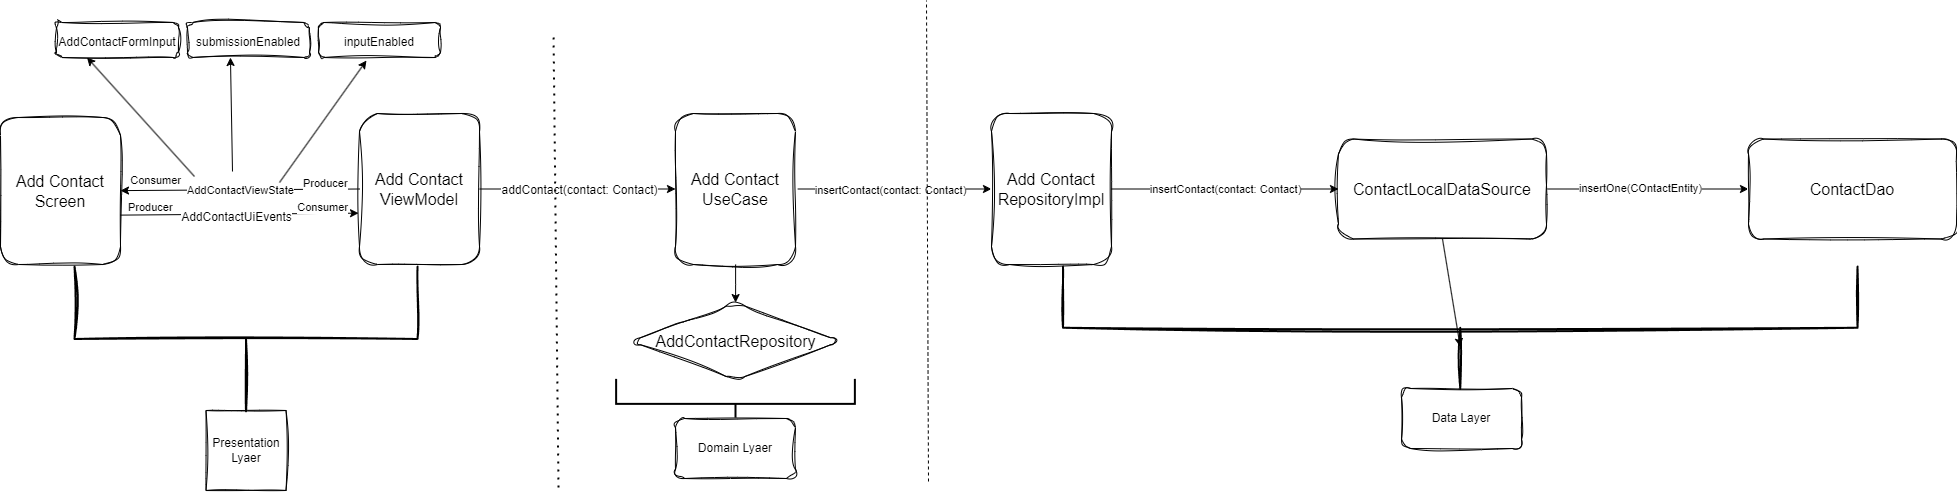 AddContactFormInput
submissionEnabled
inputEnabled
Add Contact
Screen
Consumer
AddContactViewState
Producer
Producer
AddContactUiEvents
Consumer
Add Contact
ViewModel
addContact(contact: Contact)
Add Contact
UseCase
insertContact(contact: Contact)
Add Contact
RepositoryImpl
insertContact(contact: Contact)
ContactLocalDataSource
insertOne(COntactEntity)
ContactDao
AddContactRepository
Presentation
Lyaer
Domain Lyaer
Data Layer